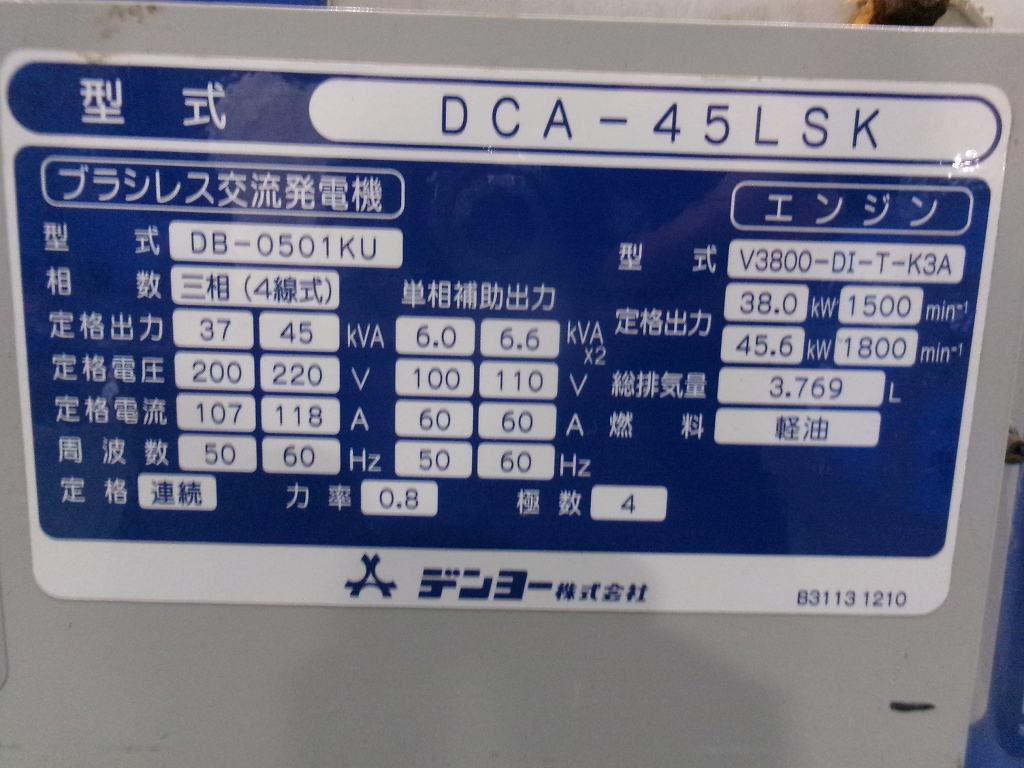 型式 DCA-45LSK
ブラシレス交流発電機
型式 DB-0501KU
相数 三相(4線式)
定格出力 37 45 kVA
定格電圧 200 220 V
定格電流 107 118 A
周波数 50 60 Hz
定格 連続 力率 0.8 極数 4
単相補助出力
6.0 6.6 kVA X2
100 110 V
60 60 A
50 60 Hz
エンジン
型式 V3800-DI-T-K3A
定格出力 38.0 kW 1500 min-1
45.6 kW 1800 min-1
総排気量 3.769 L
燃料 軽油
デンヨー株式会社
B31131210